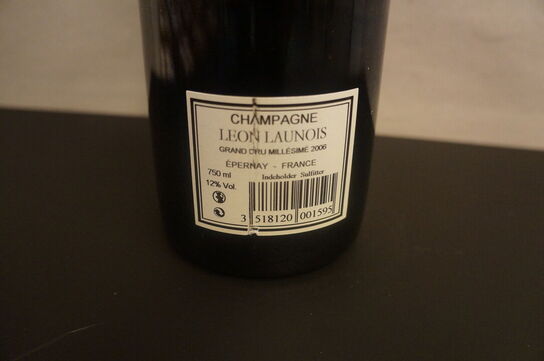 CHAMPAGNE
LEON LAUNOIS
GRAND CRU MILLÉSIME 2006
ÉPERNAY - FRANCE
750 ml
Indeholder Sulfitter
12% Vol.
3 518120 001595